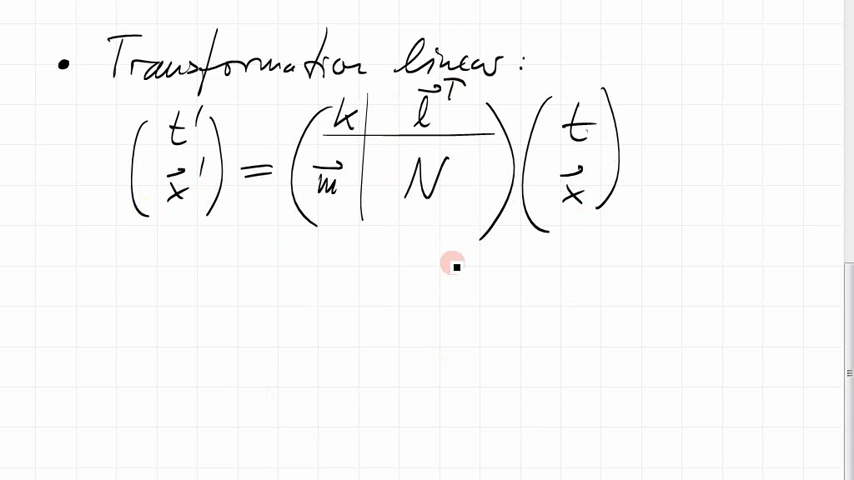 • Transformation linear:
(t' x⃗') = (k | l⃗ᵀ m⃗ | N) (t x⃗)